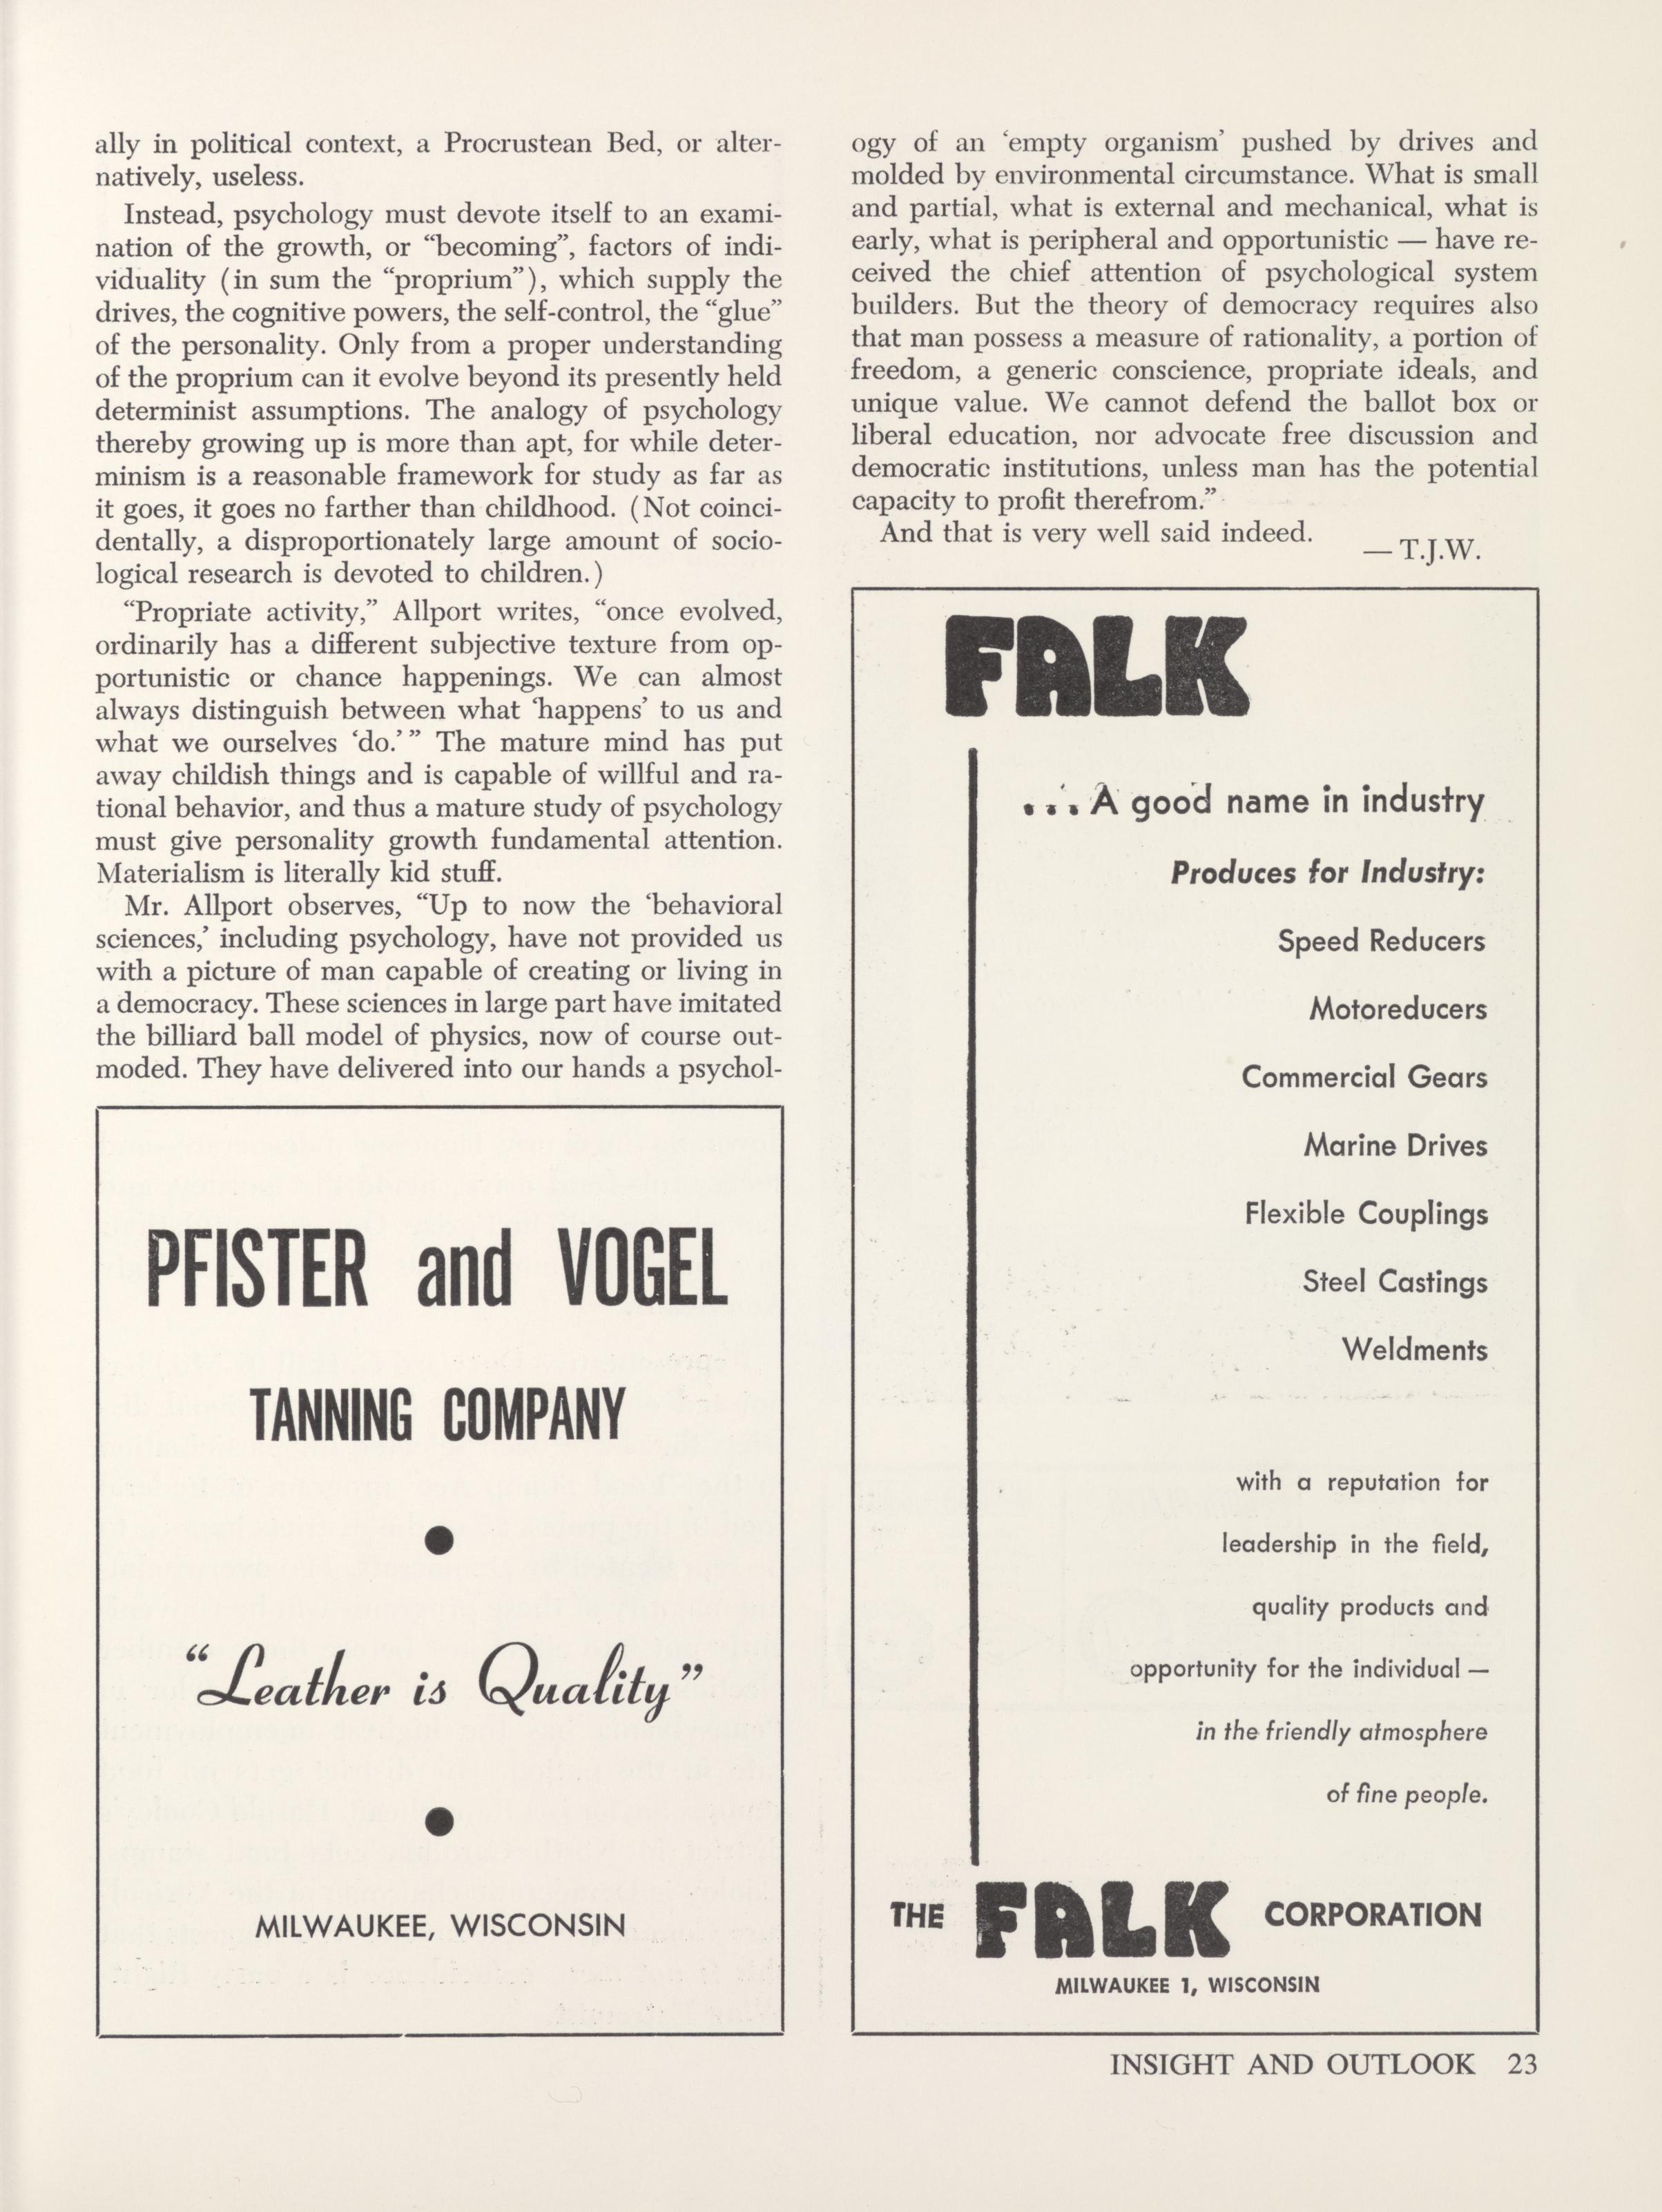 ally in political context, a Procrustean Bed, or alter-
natively, useless.
Instead, psychology must devote itself to an exami-
nation of the growth, or “becoming”, factors of indi-
viduality (in sum the “proprium”), which supply the
drives, the cognitive powers, the self-control, the “glue”
of the personality. Only from a proper understanding
of the proprium can it evolve beyond its presently held
determinist assumptions. The analogy of psychology
thereby growing up is more than apt, for while deter-
minism is a reasonable framework for study as far as
it goes, it goes no farther than childhood. (Not coinci-
dentally, a disproportionately large amount of socio-
logical research is devoted to children.)
“Propriate activity,” Allport writes, “once evolved,
ordinarily has a different subjective texture from op-
portunistic or chance happenings. We can almost
always distinguish between what ‘happens’ to us and
what we ourselves ‘do.’” The mature mind has put
away childish things and is capable of willful and ra-
tional behavior, and thus a mature study of psychology
must give personality growth fundamental attention.
Materialism is literally kid stuff.
Mr. Allport observes, “Up to now the ‘behavioral
sciences,’ including psychology, have not provided us
with a picture of man capable of creating or living in
a democracy. These sciences in large part have imitated
the billiard ball model of physics, now of course out-
moded. They have delivered into our hands a psychol-
PFISTER and VOGEL
TANNING COMPANY
●
“Leather is Quality”
●
MILWAUKEE, WISCONSIN
ogy of an ‘empty organism’ pushed by drives and
molded by environmental circumstance. What is small
and partial, what is external and mechanical, what is
early, what is peripheral and opportunistic — have re-
ceived the chief attention of psychological system
builders. But the theory of democracy requires also
that man possess a measure of rationality, a portion of
freedom, a generic conscience, propriate ideals, and
unique value. We cannot defend the ballot box or
liberal education, nor advocate free discussion and
democratic institutions, unless man has the potential
capacity to profit therefrom.”
And that is very well said indeed.
— T.J.W.
FALK
...A good name in industry
Produces for Industry:
Speed Reducers
Motoreducers
Commercial Gears
Marine Drives
Flexible Couplings
Steel Castings
Weldments
with a reputation for
leadership in the field,
quality products and
opportunity for the individual —
in the friendly atmosphere
of fine people.
THE FALK CORPORATION
MILWAUKEE 1, WISCONSIN
INSIGHT AND OUTLOOK 23